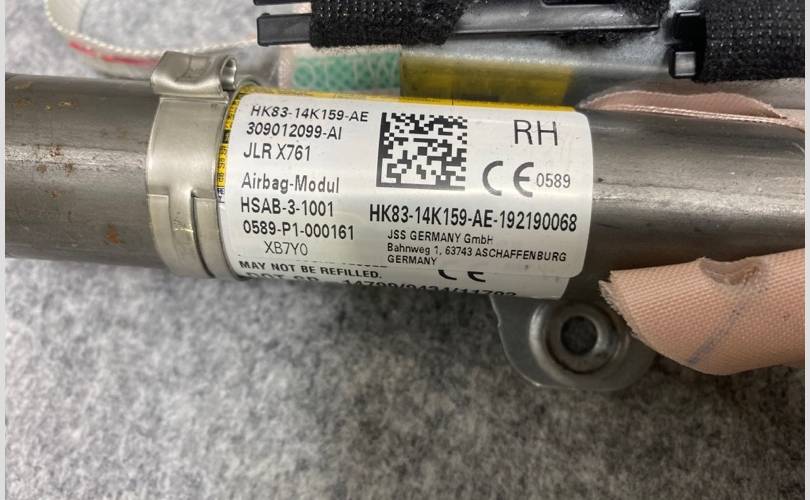 HK83-14K159-AE
309012099-AI
JLR X761
Airbag-Modul
HSAB-3-1001
0589-P1-000161
XB7Y0
RH
CE 0589
HK83-14K159-AE-192190068
JSS GERMANY GmbH
Bahnweg 1, 63743 ASCHAFFENBURG
GERMANY
MAY NOT BE REFILLED.
CE